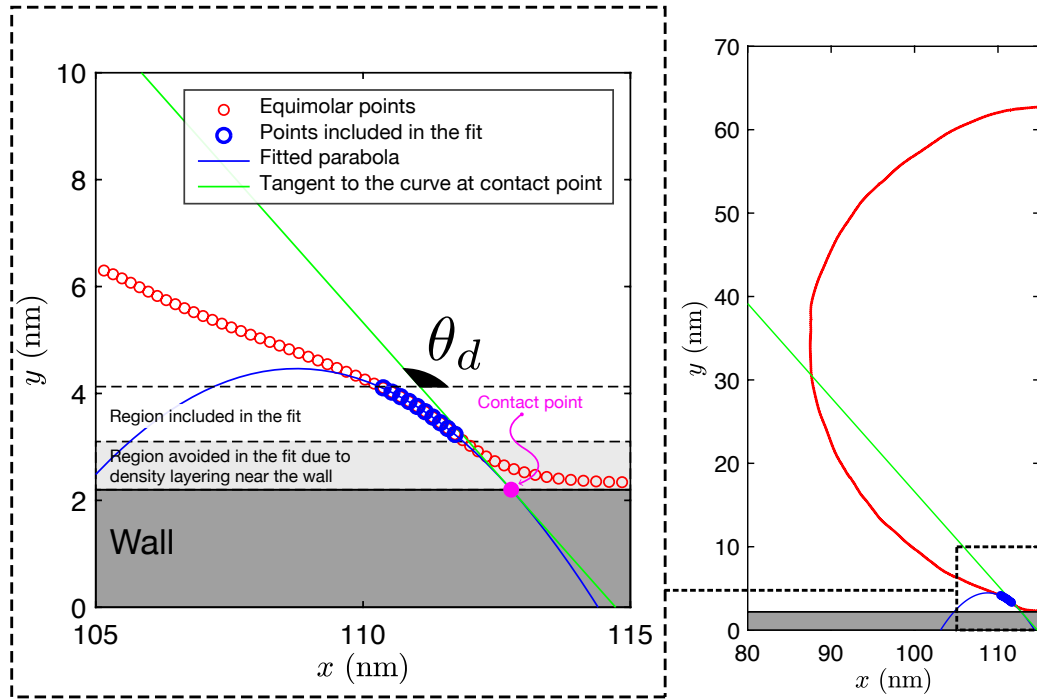 10
8
6
4
2
0
y (nm)
105
110
115
x (nm)
Equimolar points
Points included in the fit
Fitted parabola
Tangent to the curve at contact point
θd
Contact point
Region included in the fit
Region avoided in the fit due to
density layering near the wall
Wall
70
60
50
40
30
20
10
0
y (nm)
80
90
100
110
x (nm)